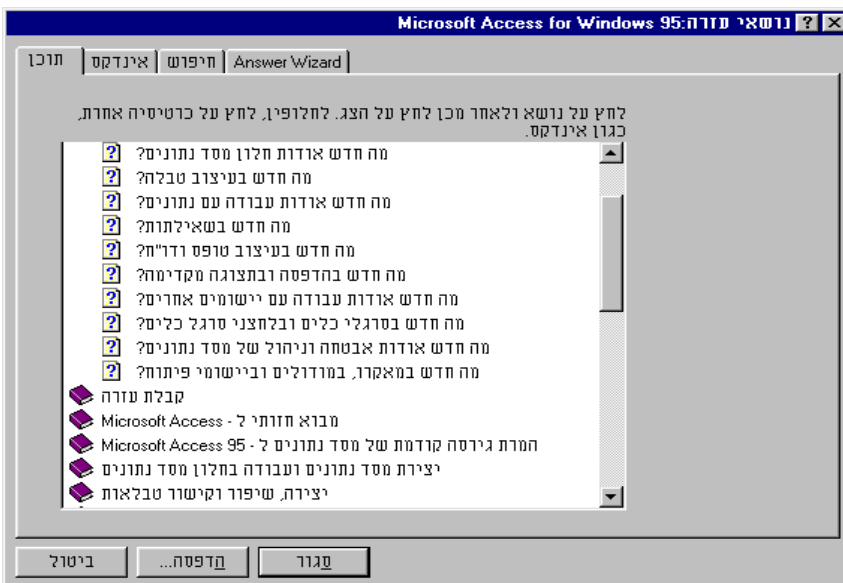 נושאי עזרה:Microsoft Access for Windows 95
תוכן
אינדקס
חיפוש
Answer Wizard
לחץ על נושא ולאחר מכן לחץ על הצג. לחלופין, לחץ על כרטיסיה אחרת,
כגון אינדקס.
מה חדש אודות חלון מסד נתונים?
מה חדש בעיצוב טבלה?
מה חדש אודות עבודה עם נתונים?
מה חדש בשאילתות?
מה חדש בעיצוב טופס ודו"ח?
מה חדש בהדפסה ובתצוגה מקדימה?
מה חדש אודות עבודה עם יישומים אחרים?
מה חדש בסרגלי כלים ובלחצני סרגל כלים?
מה חדש אודות אבטחה וניהול של מסד נתונים?
מה חדש במאקרו, במודולים וביישומי פיתוח?
קבלת עזרה
מבוא חזותי ל - Microsoft Access
המרת גירסה קודמת של מסד נתונים ל - Microsoft Access 95
יצירת מסד נתונים ועבודה בחלון מסד נתונים
יצירה, שיפור וקישור טבלאות
סגור
הדפסה...
ביטול